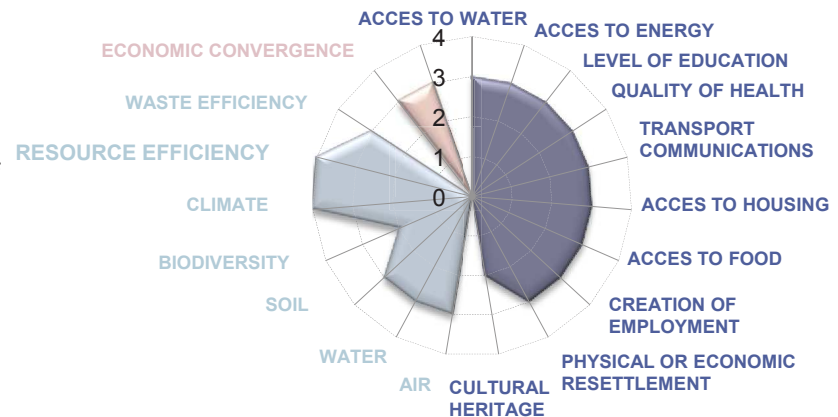 ACCES TO WATER
ACCES TO ENERGY
LEVEL OF EDUCATION
QUALITY OF HEALTH
TRANSPORT
COMMUNICATIONS
ACCES TO HOUSING
ACCES TO FOOD
CREATION OF
EMPLOYMENT
PHYSICAL OR ECONOMIC
RESETTLEMENT
CULTURAL
HERITAGE
AIR
WATER
SOIL
BIODIVERSITY
CLIMATE
RESOURCE EFFICIENCY
WASTE EFFICIENCY
ECONOMIC CONVERGENCE
4
3
2
1
0